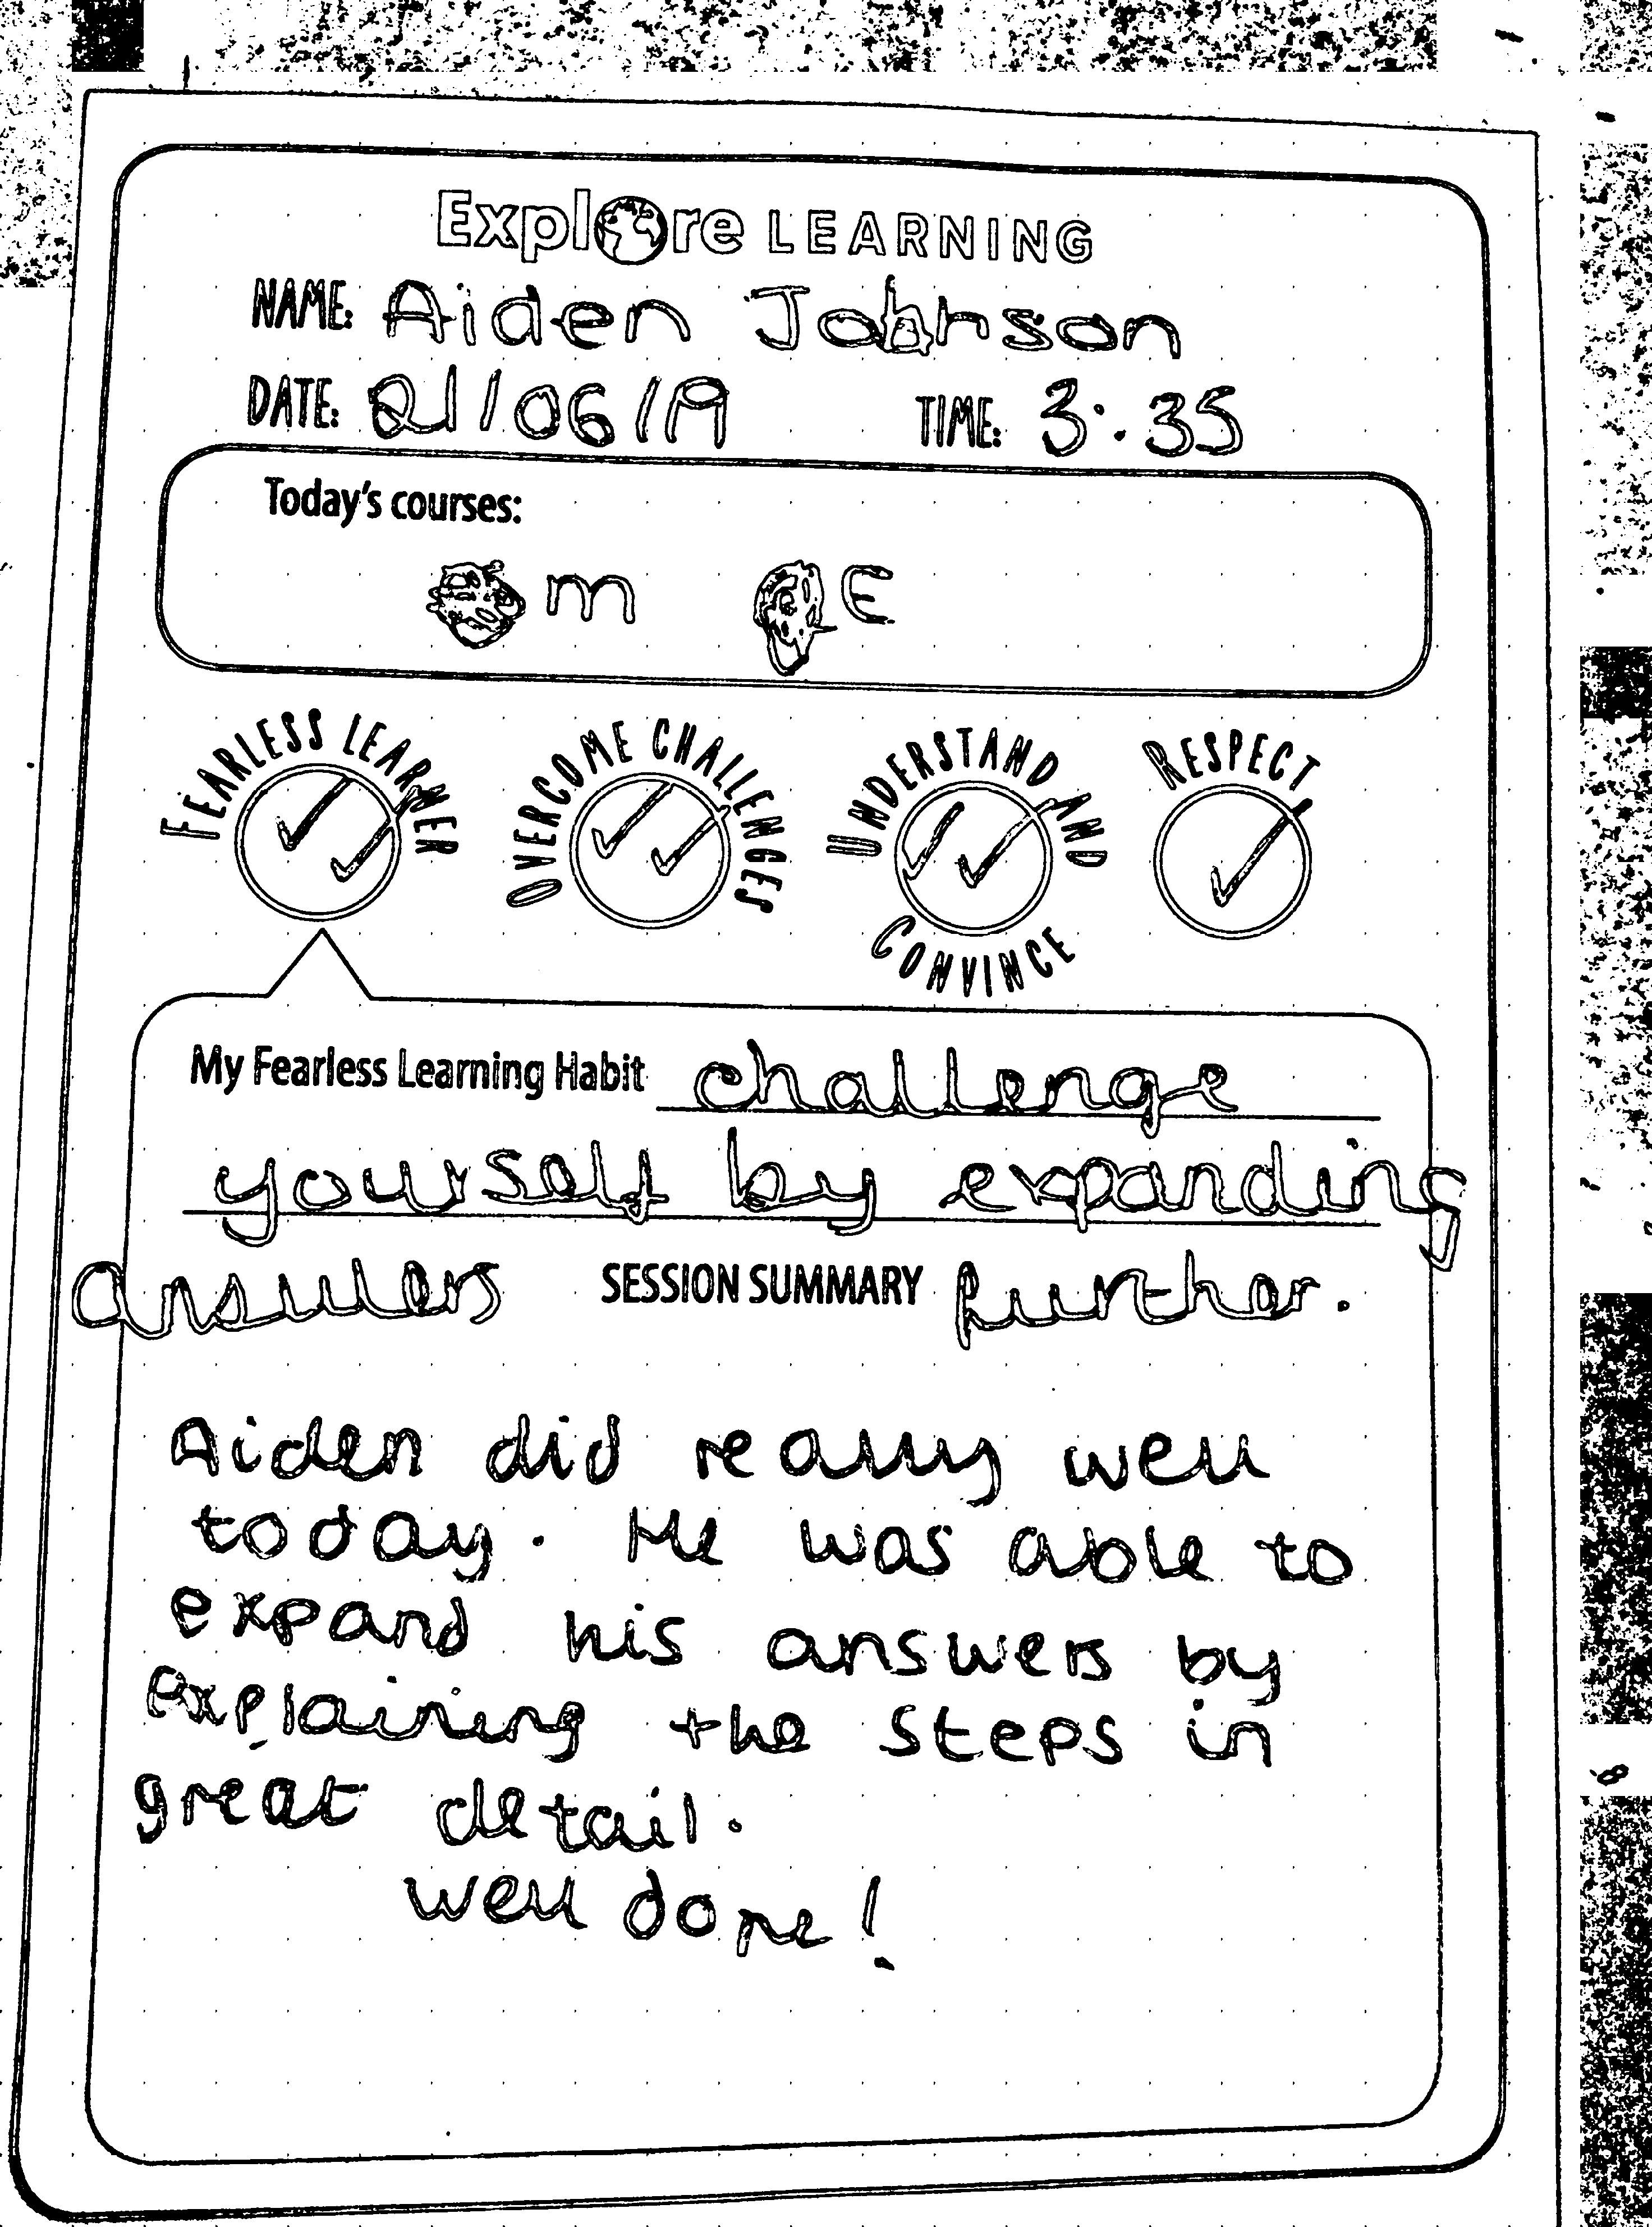 Explore LEARNING
NAME: Aiden Johnson
DATE: 21/06/19 TIME: 3:35
Today's courses:
m E
FEARLESS LEARNER OVERCOME CHALLENGES UNDERSTAND AND CONVINCE RESPECT
My Fearless Learning Habit challenge
yourself by expanding
answers SESSION SUMMARY further.
Aiden did really well
today. He was able to
expand his answers by
explaining the steps in
great detail.
well done!